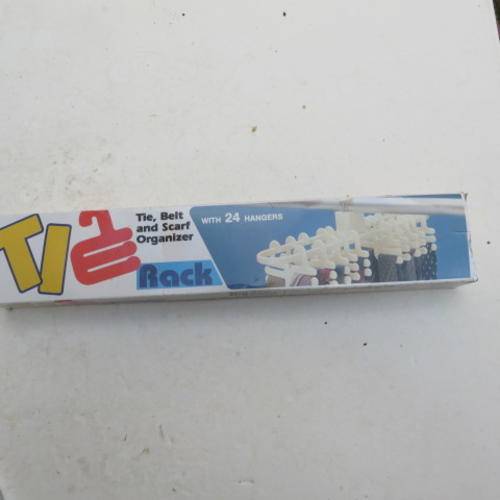 TIE
Tie, Belt
and Scarf
Organizer
Rack
WITH 24 HANGERS